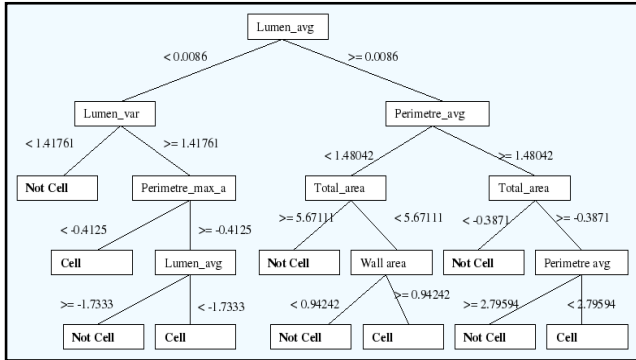 Lumen_avg
< 0.0086
>= 0.0086
Lumen_var
Perimetre_avg
< 1.41761
>= 1.41761
< 1.48042
>= 1.48042
Not Cell
Perimetre_max_a
Total_area
Total_area
< -0.4125
>= -0.4125
>= 5.67111
< 5.67111
< -0.3871
>= -0.3871
Cell
Lumen_avg
Not Cell
Wall area
Not Cell
Perimetre avg
>= -1.7333
< -1.7333
< 0.94242
>= 0.94242
>= 2.79594
< 2.79594
Not Cell
Cell
Not Cell
Cell
Not Cell
Cell